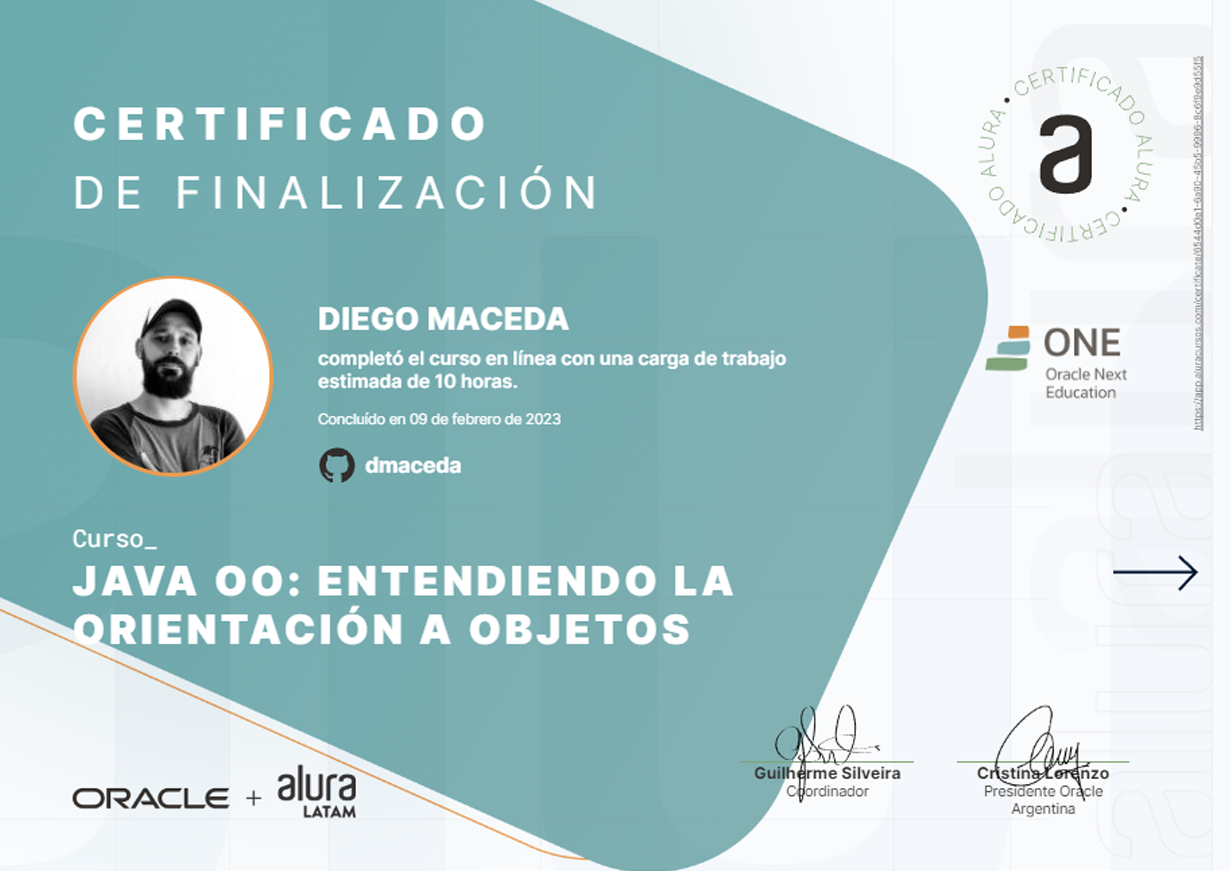 CERTIFICADO
DE FINALIZACIÓN
DIEGO MACEDA
completó el curso en línea con una carga de trabajo
estimada de 10 horas.
Concluído en 09 de febrero de 2023
dmaceda
Curso_
JAVA OO: ENTENDIENDO LA
ORIENTACIÓN A OBJETOS
ORACLE + alura
LATAM
Guilherme Silveira
Coordinador
Cristina Lorenzo
Presidente Oracle
Argentina
CERTIFICADO ALURA • CERTIFICADO ALURA •
a
ONE
Oracle Next
Education
alura